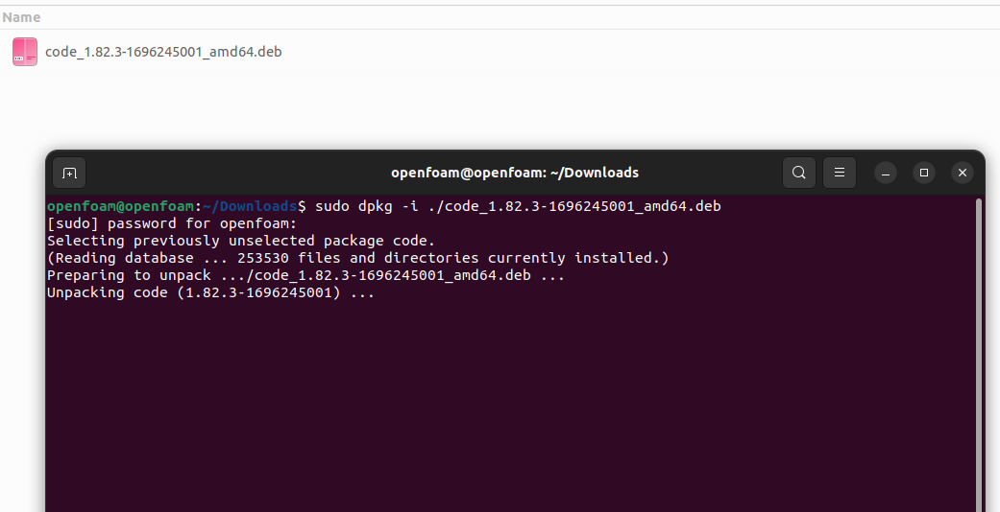 Name
code_1.82.3-1696245001_amd64.deb
openfoam@openfoam: ~/Downloads
openfoam@openfoam:~/Downloads$ sudo dpkg -i ./code_1.82.3-1696245001_amd64.deb
[sudo] password for openfoam:
Selecting previously unselected package code.
(Reading database ... 253530 files and directories currently installed.)
Preparing to unpack .../code_1.82.3-1696245001_amd64.deb ...
Unpacking code (1.82.3-1696245001) ...